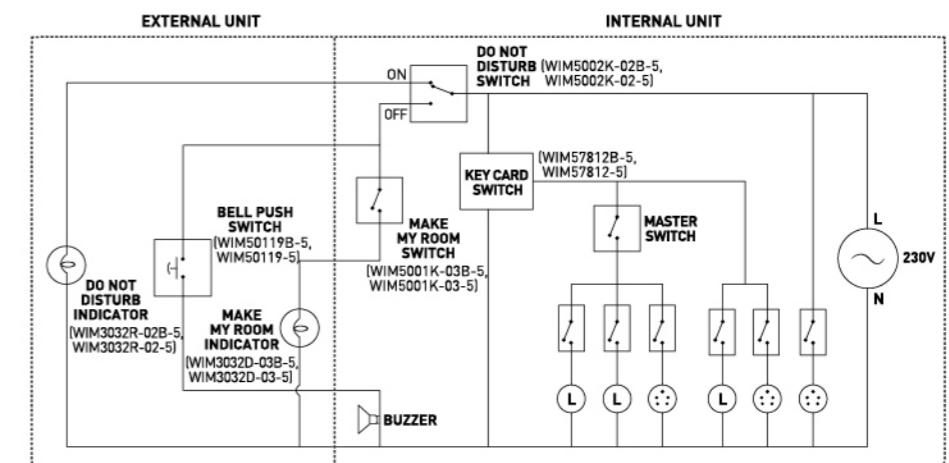 EXTERNAL UNIT
INTERNAL UNIT
DO NOT
DISTURB (WIM5002K-02B-5,
SWITCH WIM5002K-02-5)
ON
OFF
KEY CARD
SWITCH
(WIM57812B-5,
WIM57812-5)
MASTER
SWITCH
BELL PUSH
SWITCH
(WIM50119B-5,
WIM50119-5)
MAKE
MY ROOM
SWITCH
(WIM5001K-03B-5,
WIM5001K-03-5)
L
230V
N
DO NOT
DISTURB
INDICATOR
(WIM3032R-02B-5,
WIM3032R-02-5)
MAKE
MY ROOM
INDICATOR
(WIM3032D-03B-5,
WIM3032D-03-5)
L
L
L
BUZZER